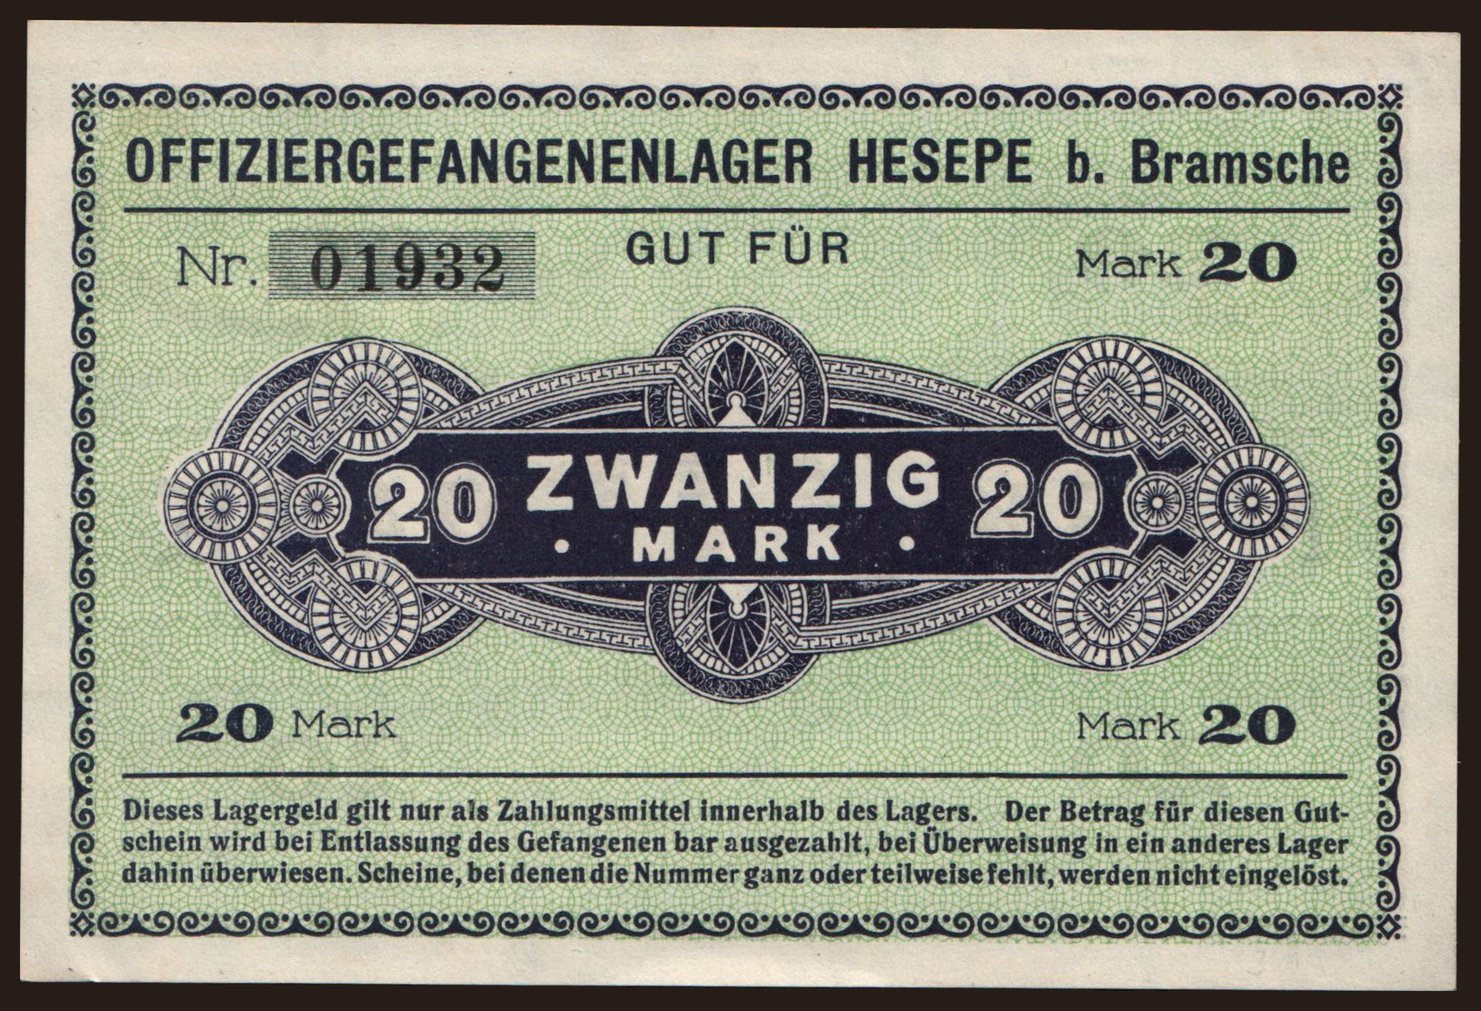 OFFIZIERGEFANGENENLAGER HESEPE b. Bramsche
Nr. 01932 GUT FÜR Mark 20
20 ZWANZIG 20
· MARK ·
20 Mark Mark 20
Dieses Lagergeld gilt nur als Zahlungsmittel innerhalb des Lagers. Der Betrag für diesen Gut-
schein wird bei Entlassung des Gefangenen bar ausgezahlt, bei Überweisung in ein anderes Lager
dahin überwiesen. Scheine, bei denen die Nummer ganz oder teilweise fehlt, werden nicht eingelöst.